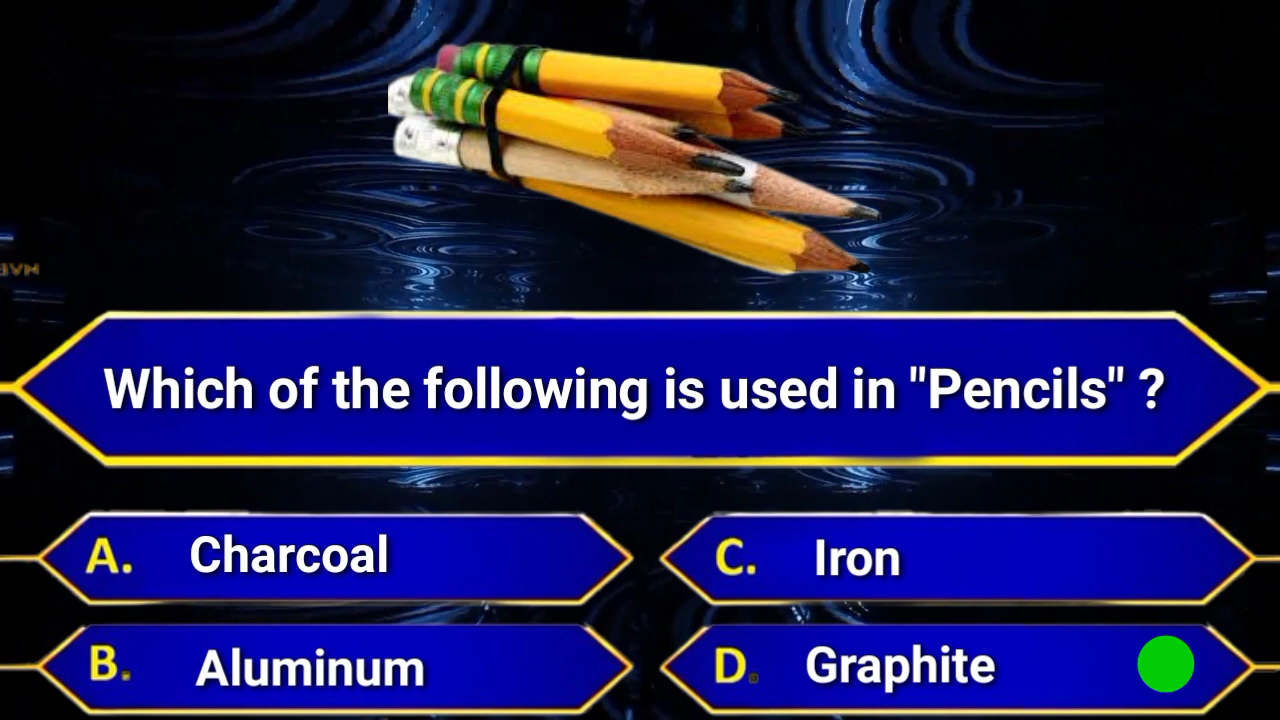 Which of the following is used in "Pencils" ?
A. Charcoal
C. Iron
B. Aluminum
D. Graphite